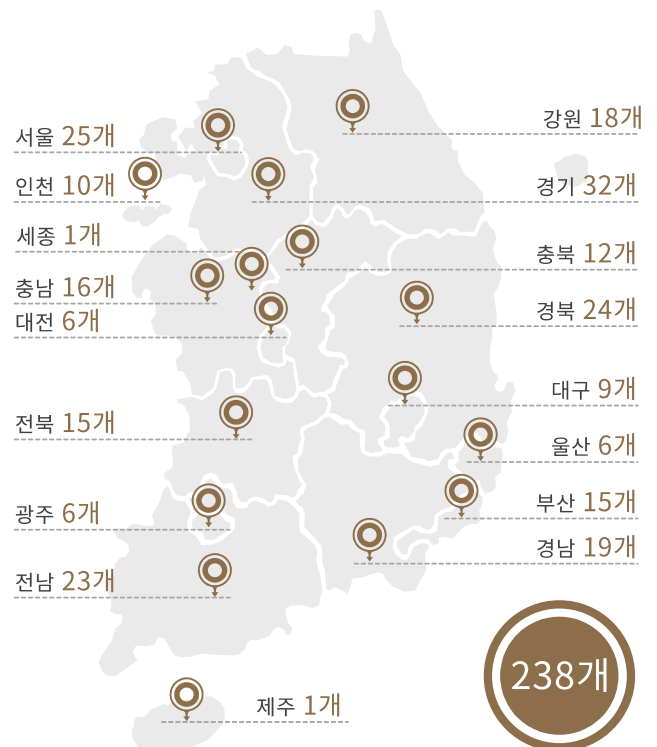 서울 25개
인천 10개
세종 1개
충남 16개
대전 6개
전북 15개
광주 6개
전남 23개
제주 1개
강원 18개
경기 32개
충북 12개
경북 24개
대구 9개
울산 6개
부산 15개
경남 19개
238개